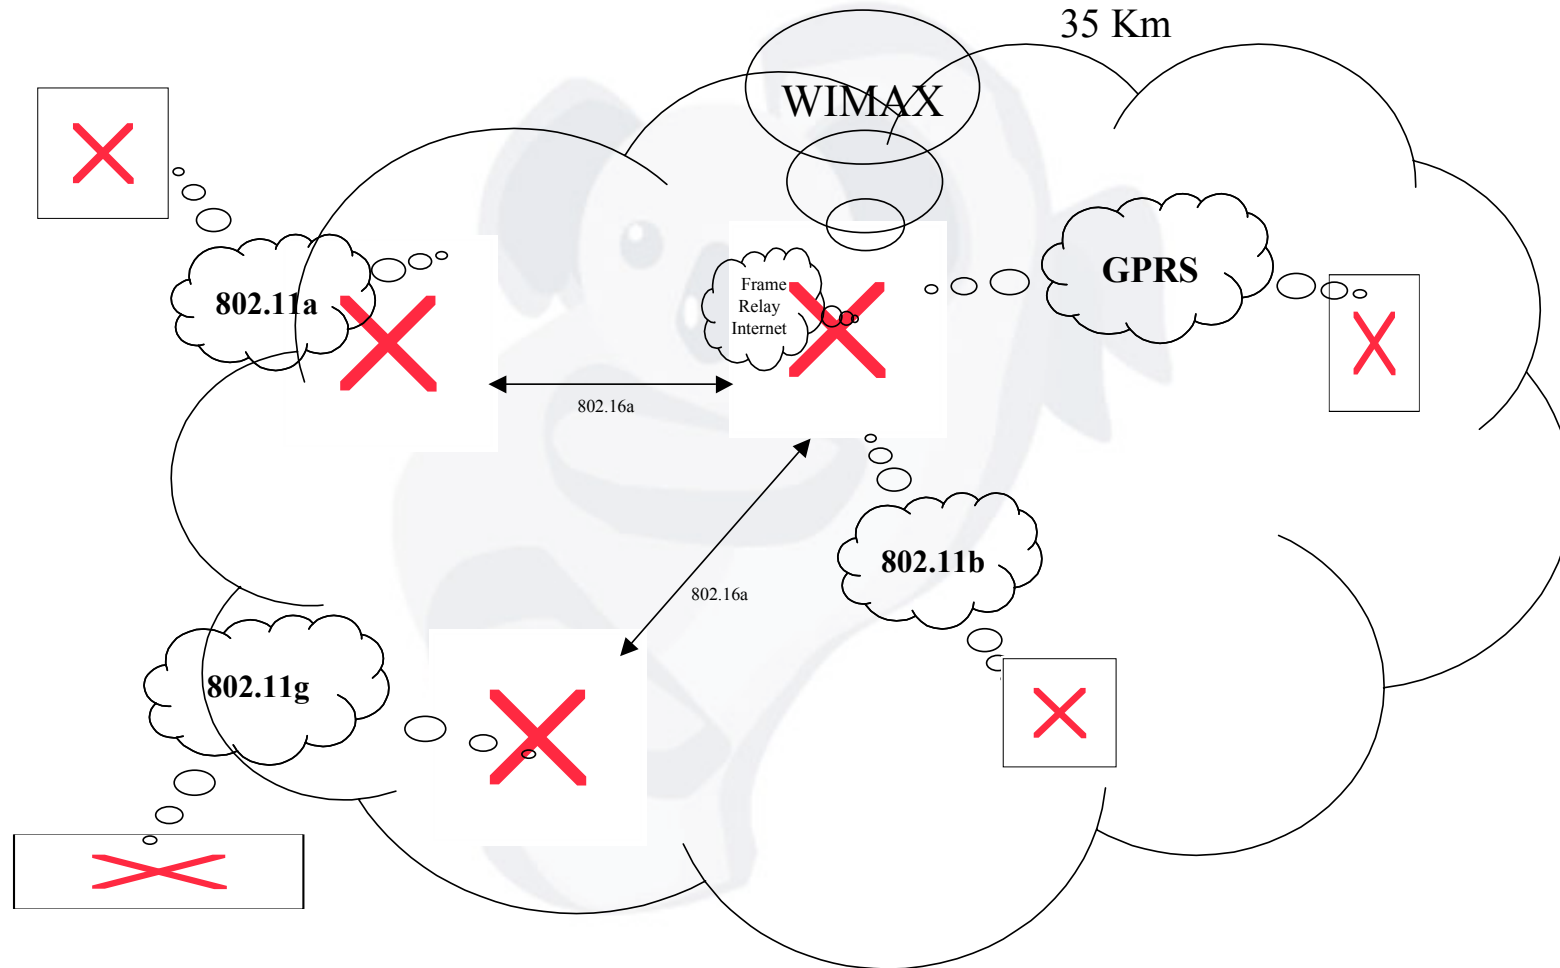 35 Km
WIMAX
802.11a
Frame
Relay
Internet
GPRS
802.16a
802.11b
802.16a
802.11g